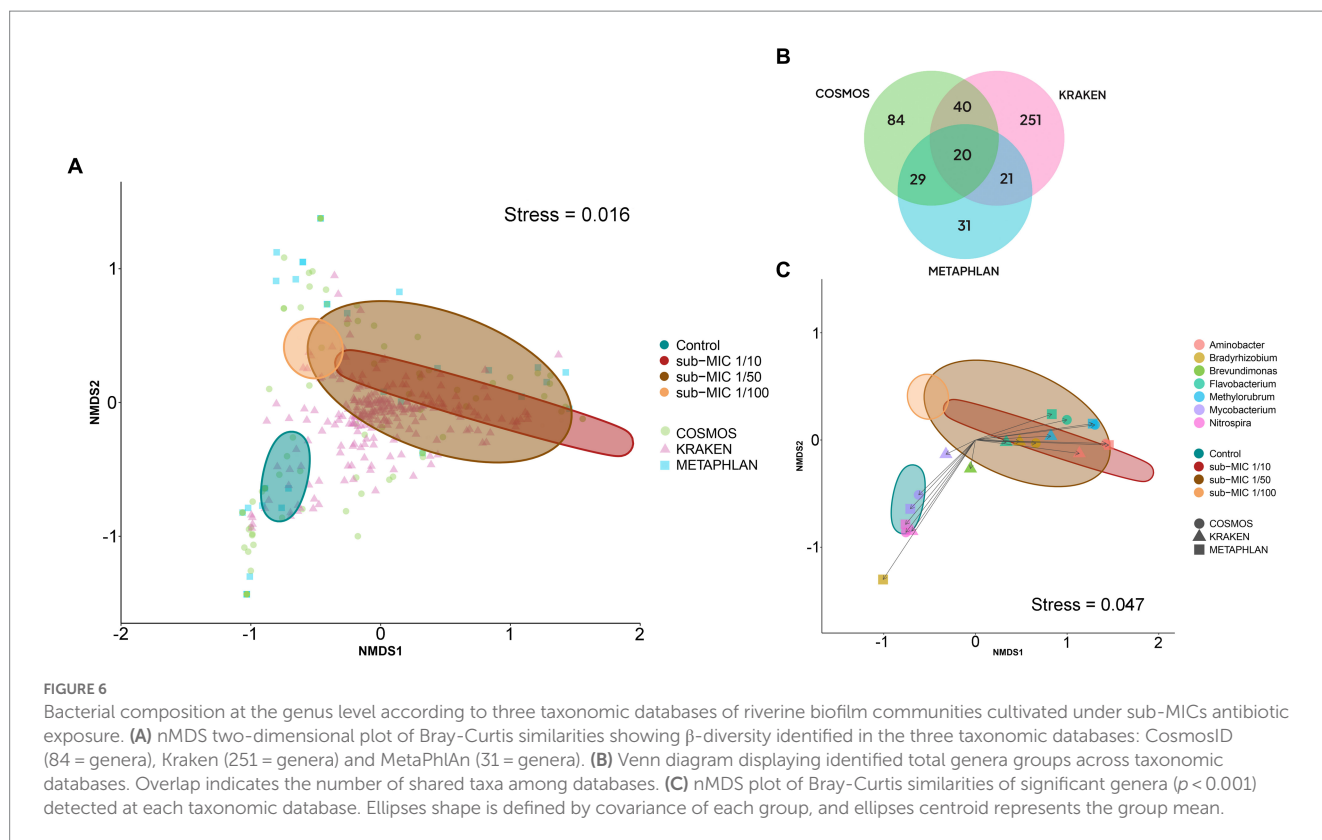 A
Stress = 0.016
1
0
-1
NMDS2
-2
-1
0
1
2
NMDS1
Control
sub−MIC 1/10
sub−MIC 1/50
sub−MIC 1/100
COSMOS
KRAKEN
METAPHLAN
B
COSMOS
KRAKEN
84
40
251
20
29
21
31
METAPHLAN
C
1
0
-1
NMDS2
Stress = 0.047
-1
0
1
2
NMDS1
Aminobacter
Bradyrhizobium
Brevundimonas
Flavobacterium
Methylorubrum
Mycobacterium
Nitrospira
Control
sub−MIC 1/10
sub−MIC 1/50
sub−MIC 1/100
COSMOS
KRAKEN
METAPHLAN
FIGURE 6
Bacterial composition at the genus level according to three taxonomic databases of riverine biofilm communities cultivated under sub-MICs antibiotic
exposure. (A) nMDS two-dimensional plot of Bray-Curtis similarities showing β-diversity identified in the three taxonomic databases: CosmosID
(84 = genera), Kraken (251 = genera) and MetaPhlAn (31 = genera). (B) Venn diagram displaying identified total genera groups across taxonomic
databases. Overlap indicates the number of shared taxa among databases. (C) nMDS plot of Bray-Curtis similarities of significant genera (p < 0.001)
detected at each taxonomic database. Ellipses shape is defined by covariance of each group, and ellipses centroid represents the group mean.